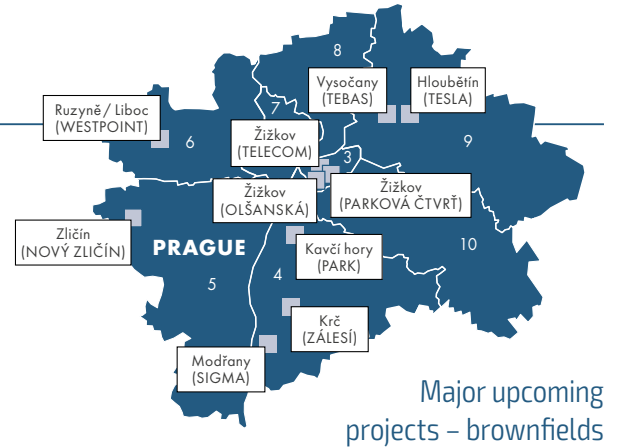 8
Vysočany
(TEBAS)
Hloubětín
(TESLA)
Ruzyně / Liboc
(WESTPOINT)
7
6
Žižkov
(TELECOM)
3
9
Žižkov
(OLŠANSKÁ)
Žižkov
(PARKOVÁ ČTVRŤ)
Zličín
(NOVÝ ZLIČÍN)
PRAGUE
Kavčí hory
(PARK)
10
5
4
Krč
(ZÁLESÍ)
Modřany
(SIGMA)
Major upcoming
projects – brownfields